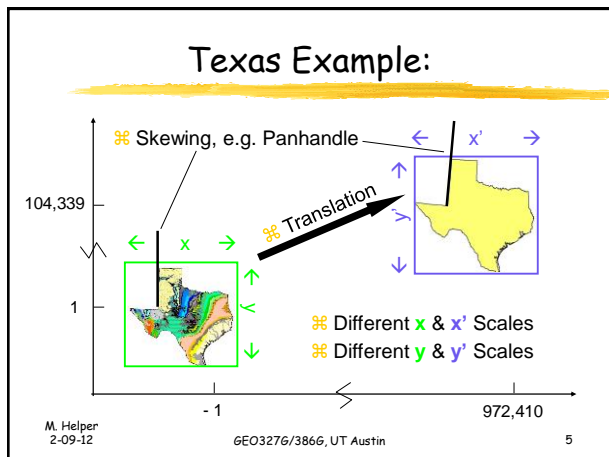 Texas Example:
⌘ Skewing, e.g. Panhandle
x'
y'
104,339
⌘ Translation
x
y
1
⌘ Different x & x' Scales
⌘ Different y & y' Scales
- 1
972,410
M. Helper
2-09-12
GEO327G/386G, UT Austin
5